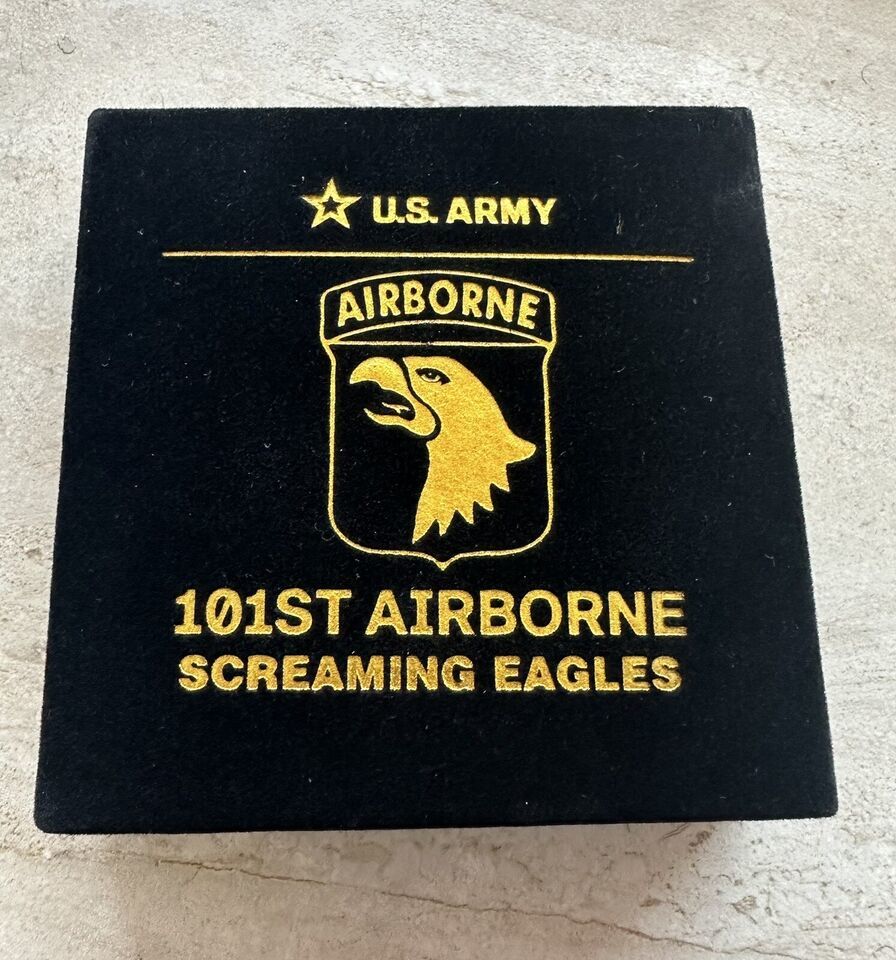 U.S. ARMY
AIRBORNE
101ST AIRBORNE
SCREAMING EAGLES